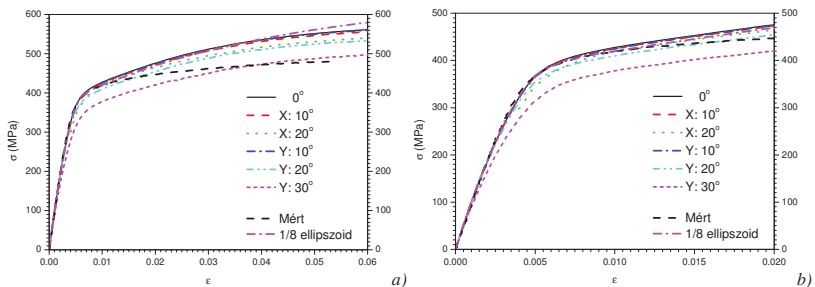 600
500
400
300
200
100
0
σ (MPa)
0.00
0.01
0.02
0.03
0.04
0.05
0.06
ε
600
500
400
300
200
100
0
0°
X: 10°
X: 20°
Y: 10°
Y: 20°
Y: 30°
Mért
1/8 ellipszoid
a)
500
400
300
200
100
0
σ (MPa)
0.000
0.005
0.010
0.015
0.020
ε
500
400
300
200
100
0
0°
X: 10°
X: 20°
Y: 10°
Y: 20°
Y: 30°
Mért
1/8 ellipszoid
b)